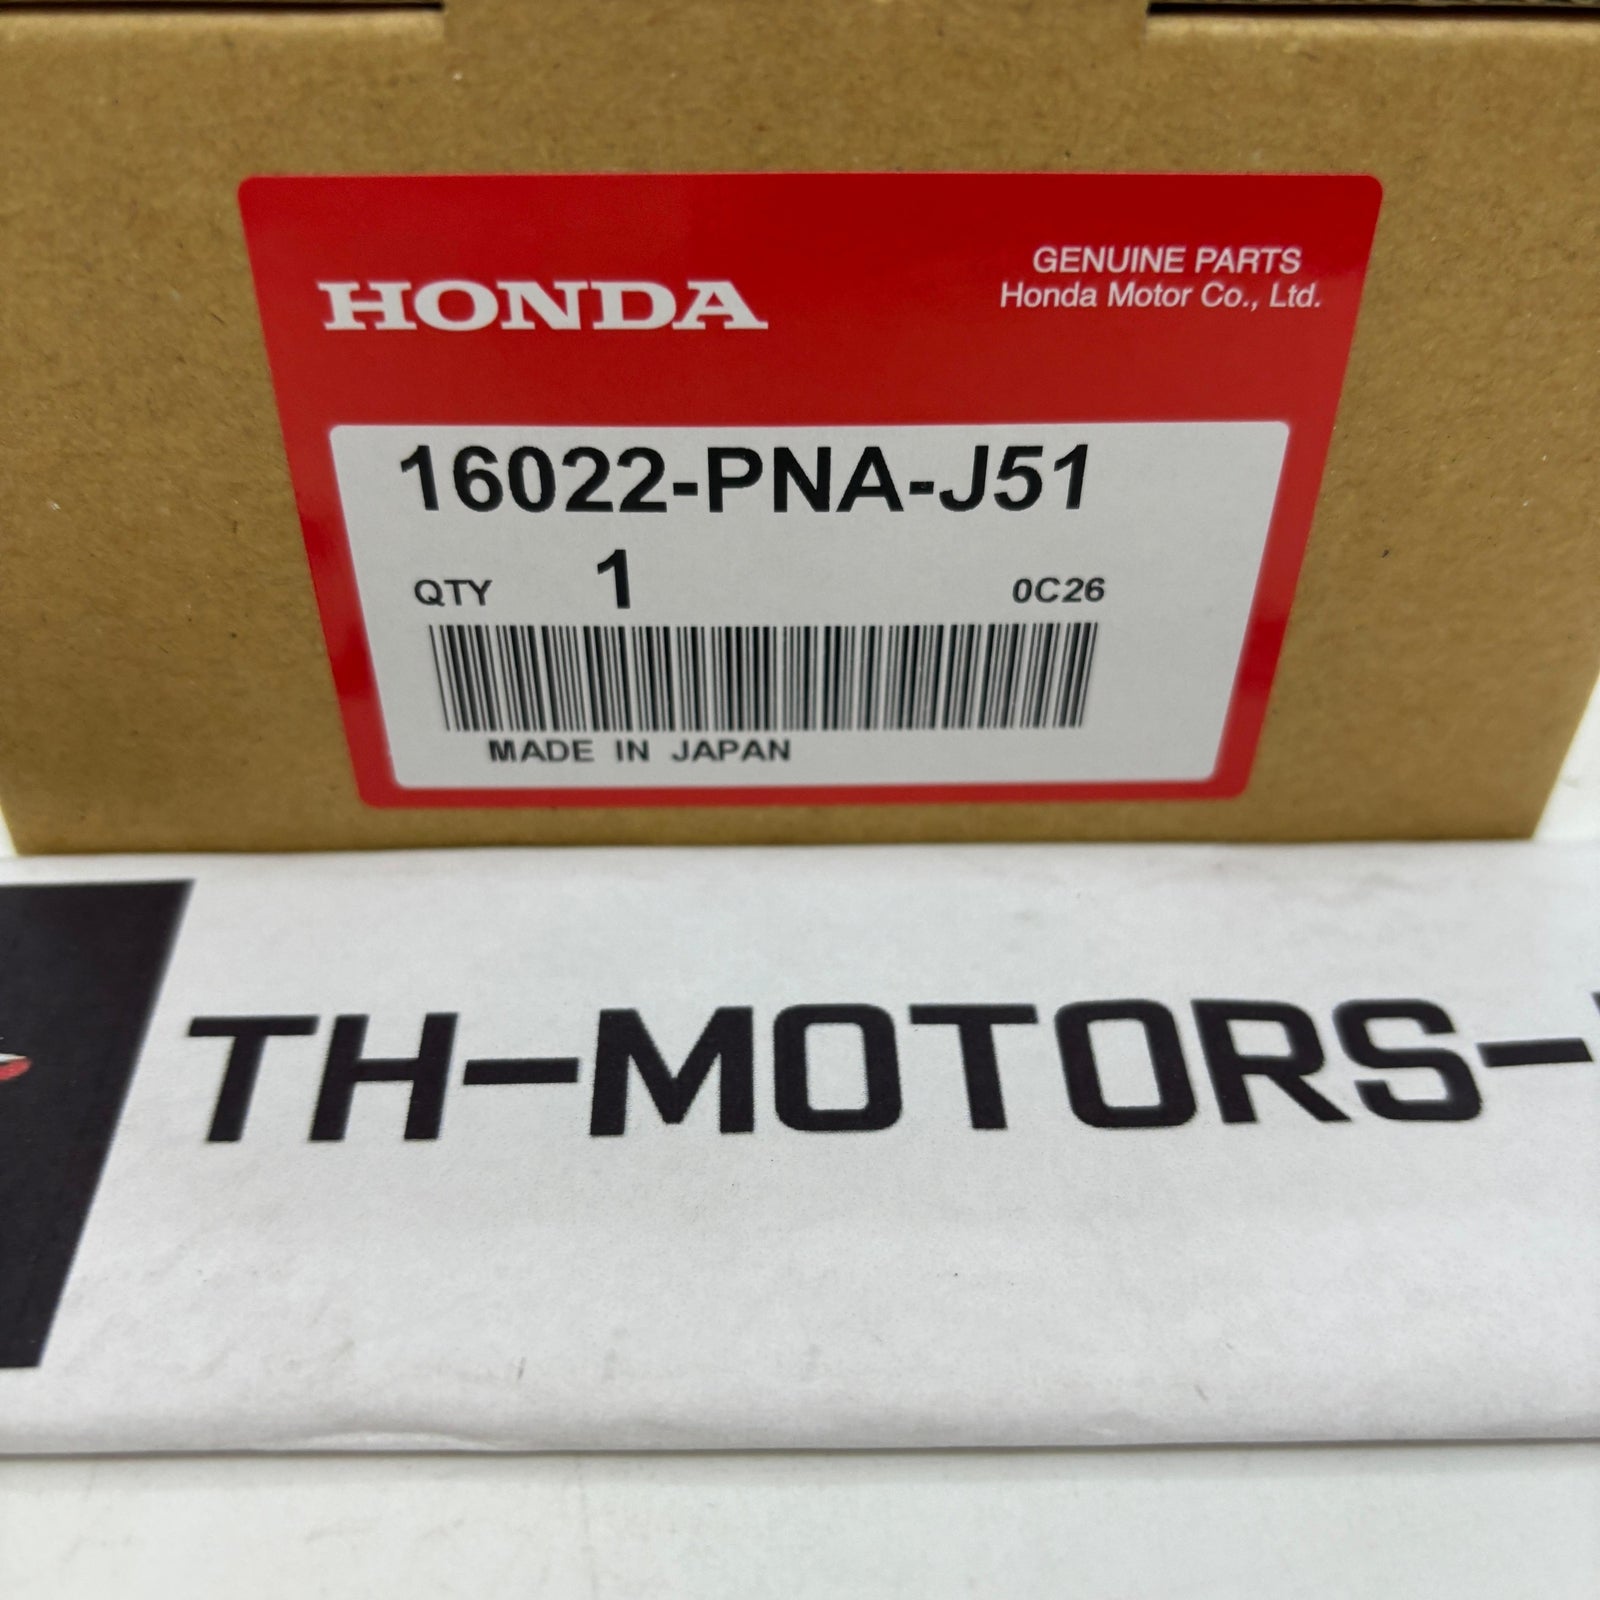 HONDA
GENUINE PARTS
Honda Motor Co., Ltd.
16022-PNA-J51
QTY 1 0C26
MADE IN JAPAN
TH-MOTORS-